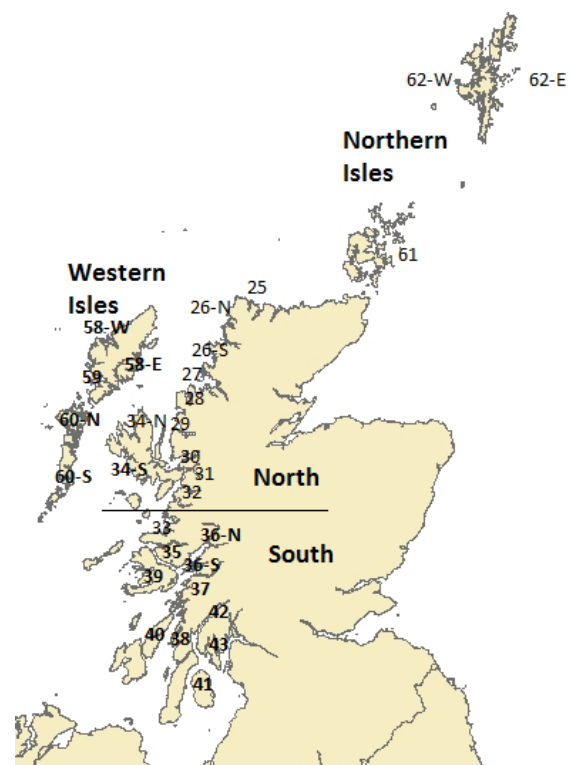 62-W
62-E
Northern
Isles
61
Western
Isles
25
26-N
58-W
26-S
58-E
27
59
28
60-N
34-N
29
30
34-S
31
60-S
North
32
33
36-N
South
35
36-S
39
37
42
40
38
43
41